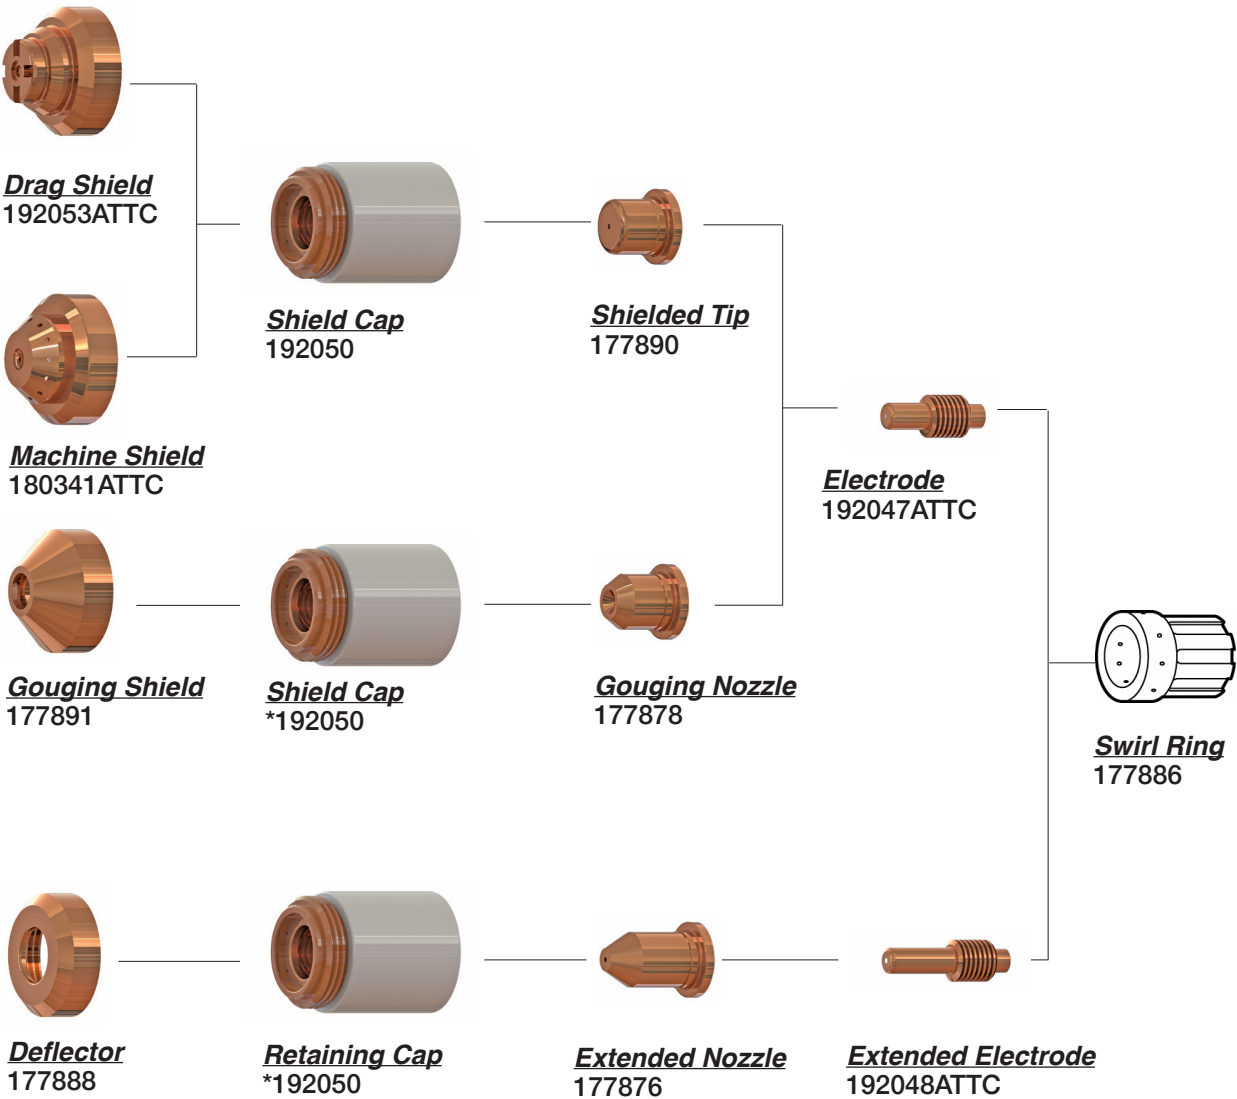 Drag Shield
192053ATTC
Shield Cap
192050
Shielded Tip
177890
Machine Shield
180341ATTC
Electrode
192047ATTC
Gouging Shield
177891
Shield Cap
*192050
Gouging Nozzle
177878
Swirl Ring
177886
Deflector
177888
Retaining Cap
*192050
Extended Nozzle
177876
Extended Electrode
192048ATTC